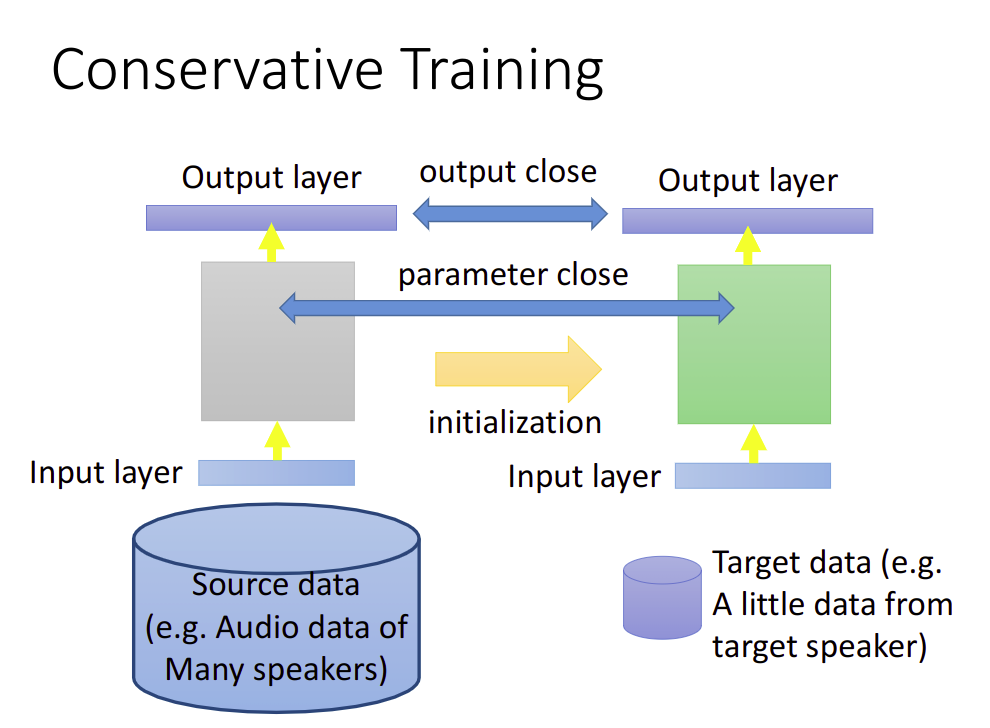 Conservative Training
Output layer
output close
Output layer
parameter close
initialization
Input layer
Input layer
Source data
(e.g. Audio data of
Many speakers)
Target data (e.g.
A little data from
target speaker)